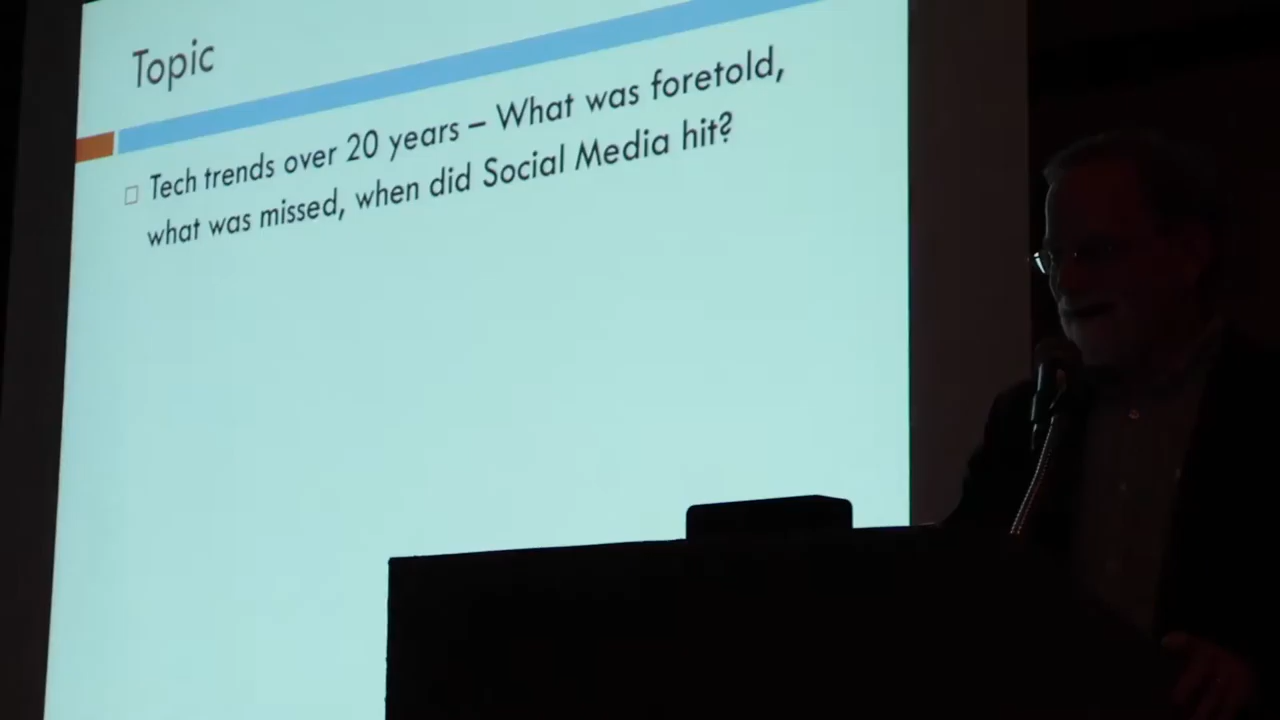 Topic
Tech trends over 20 years – What was foretold,
what was missed, when did Social Media hit?